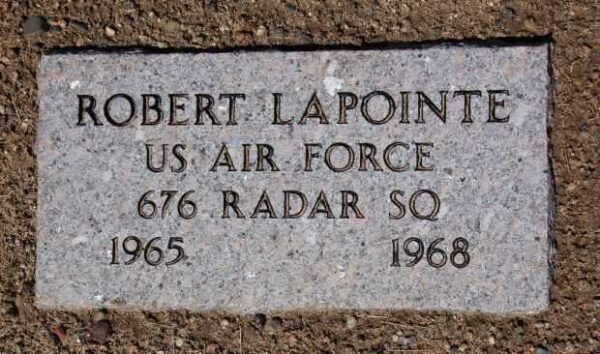 ROBERT LAPOINTE
US AIR FORCE
676 RADAR SQ
1965 1968